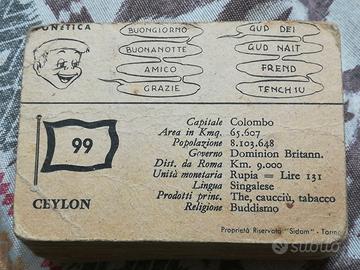 FONETICA
BUONGIORNO
GUD DEI
BUONANOTTE
GUD NAIT
AMICO
FREND
GRAZIE
TENCH IU
99
CEYLON
Capitale Colombo
Area in Kmq. 65.607
Popolazione 8.103.648
Governo Dominion Britann.
Dist. da Roma Km. 9.000
Unità monetaria Rupia = Lire 131
Lingua Singalese
Prodotti princ. The, caucciù, tabacco
Religione Buddismo
Proprietà Riservata "Sidam" - Torino
subito